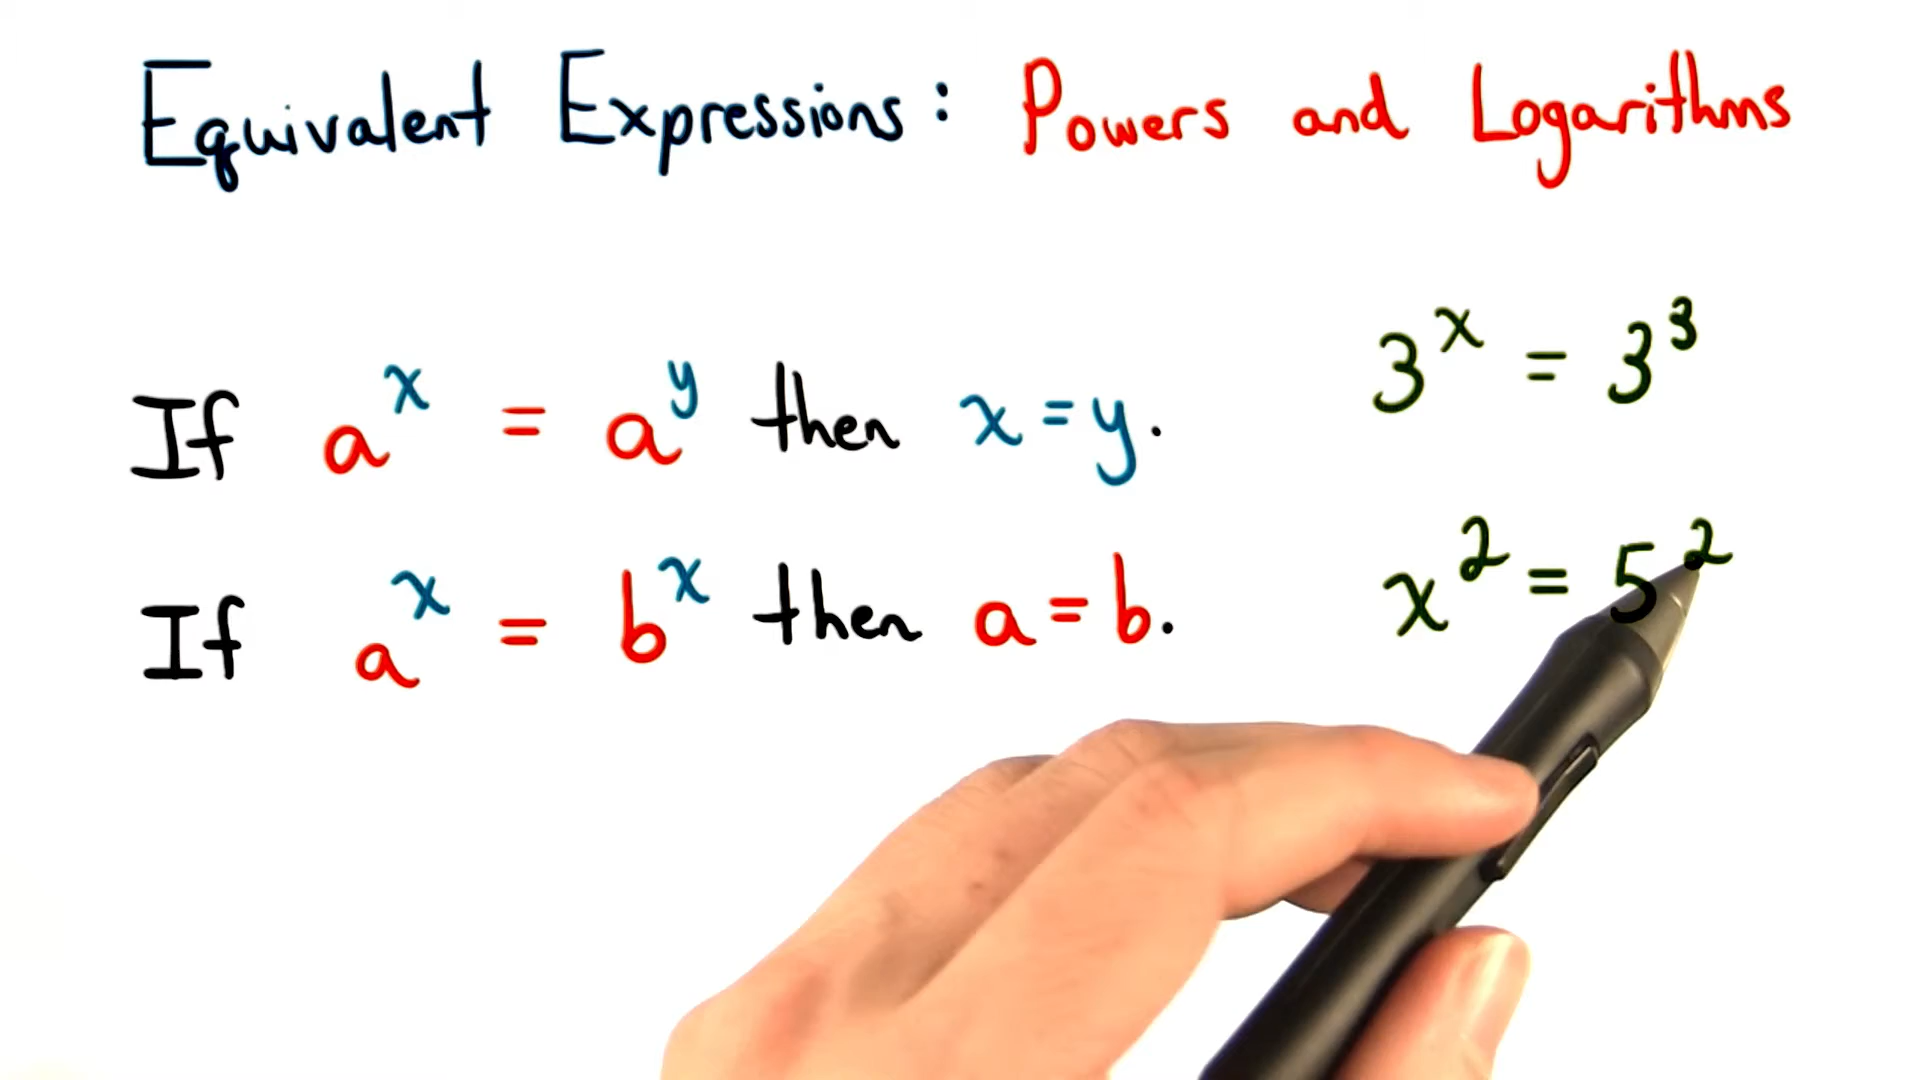 Equivalent Expressions: Powers and Logarithms
3^x = 3^3
If a^x = a^y then x = y.
x^2 = 5^2
If a^x = b^x then a = b.